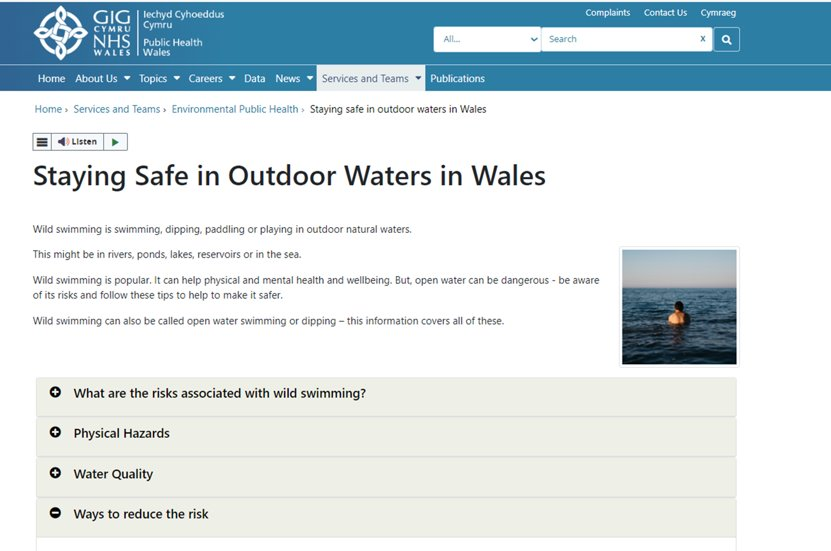 Complaints Contact Us Cymraeg
GIG
CYMRU
NHS
WALES
Iechyd Cyhoeddus
Cymru
Public Health
Wales
All...
Search
x
Home About Us Topics Careers Data News Services and Teams Publications
Home › Services and Teams › Environmental Public Health › Staying safe in outdoor waters in Wales
Listen
Staying Safe in Outdoor Waters in Wales
Wild swimming is swimming, dipping, paddling or playing in outdoor natural waters.
This might be in rivers, ponds, lakes, reservoirs or in the sea.
Wild swimming is popular. It can help physical and mental health and wellbeing. But, open water can be dangerous - be aware
of its risks and follow these tips to help to make it safer.
Wild swimming can also be called open water swimming or dipping – this information covers all of these.
What are the risks associated with wild swimming?
Physical Hazards
Water Quality
Ways to reduce the risk